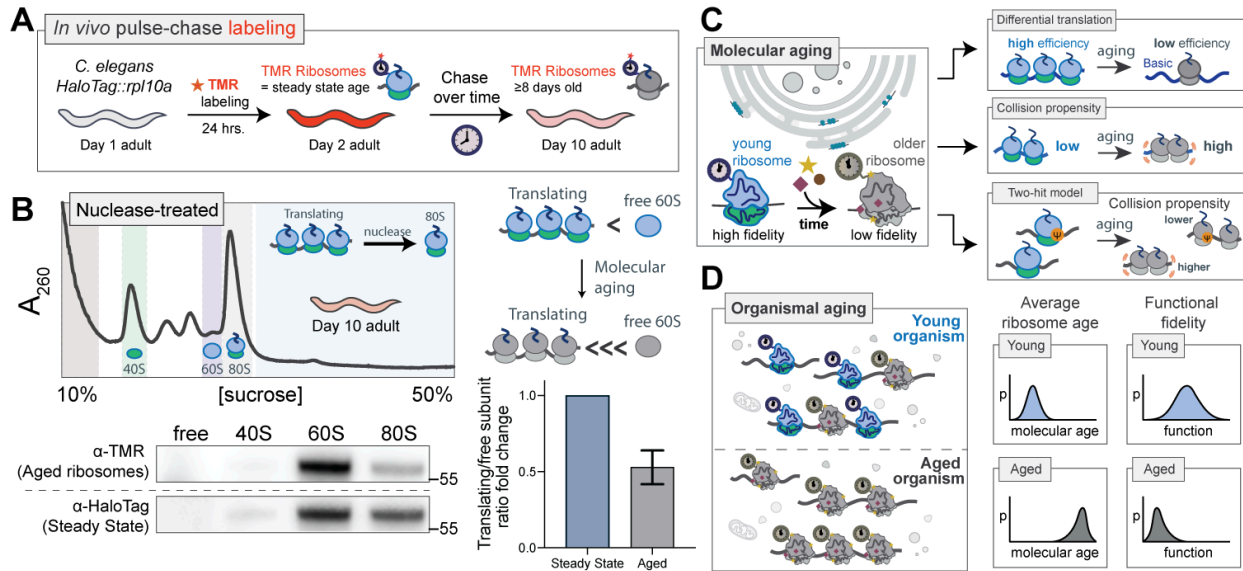 A
In vivo pulse-chase labeling
C. elegans
HaloTag::rpl10a
TMR
labeling
24 hrs.
TMR Ribosomes
= steady state age
Chase
over time
TMR Ribosomes
≥8 days old
Day 1 adult
Day 2 adult
Day 10 adult
B
Nuclease-treated
A260
Translating
nuclease
80S
Day 10 adult
40S
60S
80S
10%
[sucrose]
50%
free 40S 60S 80S
α-TMR
(Aged ribosomes)
55
α-HaloTag
(Steady State)
55
Translating
free 60S
<
Molecular
aging
Translating
free 60S
<<<
Translating/free subunit
ratio fold change
1.0
0.5
0.0
Steady State
Aged
C
Molecular aging
young
ribosome
older
ribosome
time
high fidelity
low fidelity
Differential translation
high efficiency
aging
low efficiency
Basic
Collision propensity
low
aging
high
Two-hit model
Collision propensity
aging
lower
Ψ
Ψ
higher
D
Organismal aging
Young
organism
Aged
organism
Average
ribosome age
Functional
fidelity
Young
p
molecular age
Young
p
function
Aged
p
molecular age
Aged
p
function